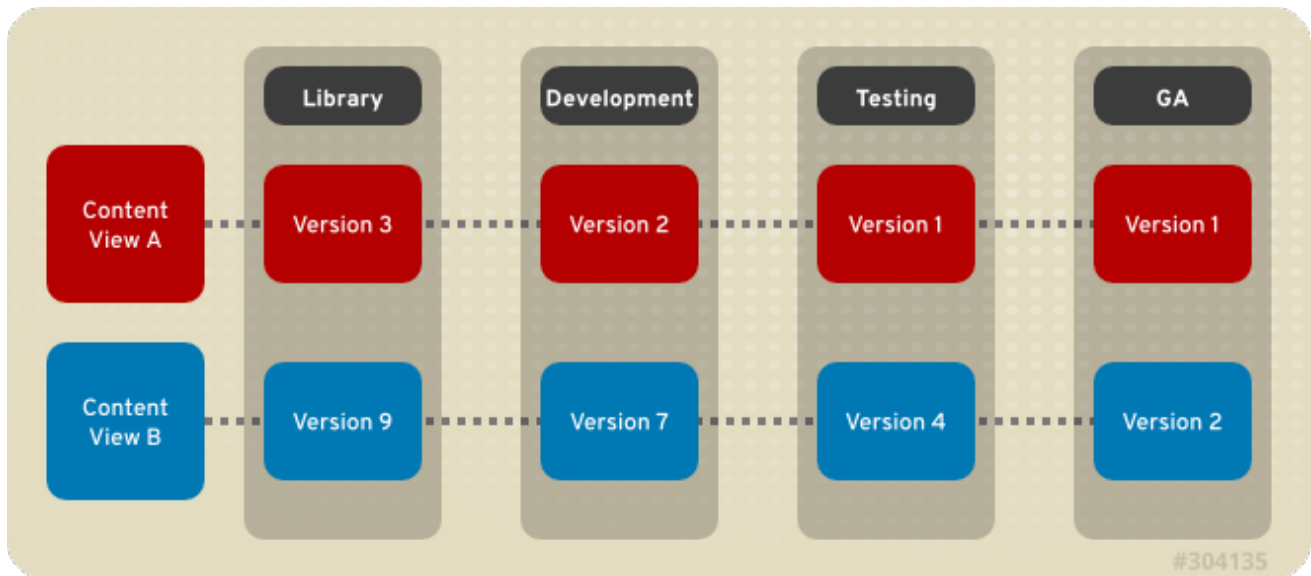 Library
Development
Testing
GA
Content
View A
Version 3
Version 2
Version 1
Version 1
Content
View B
Version 9
Version 7
Version 4
Version 2
#304135